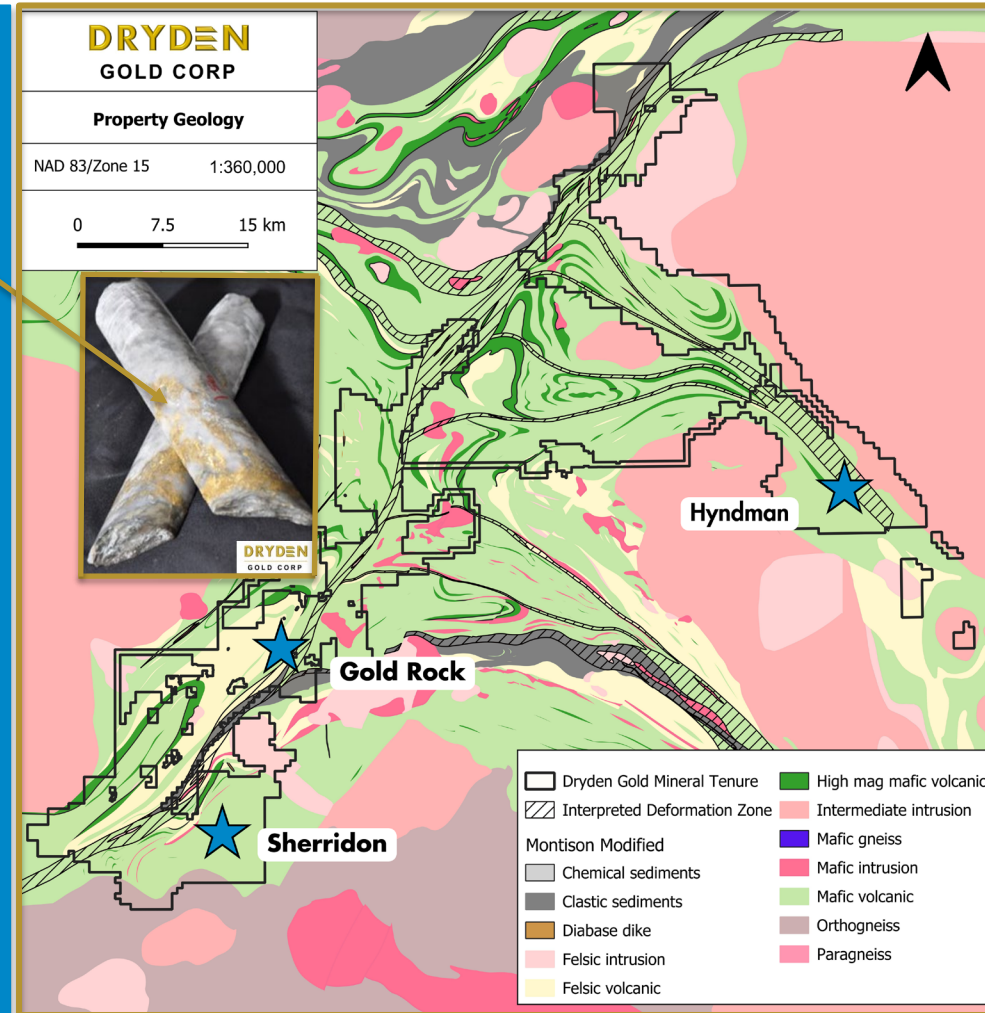 DRYDEN
GOLD CORP
Property Geology
NAD 83/Zone 15 1:360,000
0 7.5 15 km
DRYDEN
GOLD CORP
Hyndman
Gold Rock
Sherridon
Dryden Gold Mineral Tenure
Interpreted Deformation Zone
Montison Modified
Chemical sediments
Clastic sediments
Diabase dike
Felsic intrusion
Felsic volcanic
High mag mafic volcanic
Intermediate intrusion
Mafic gneiss
Mafic intrusion
Mafic volcanic
Orthogneiss
Paragneiss